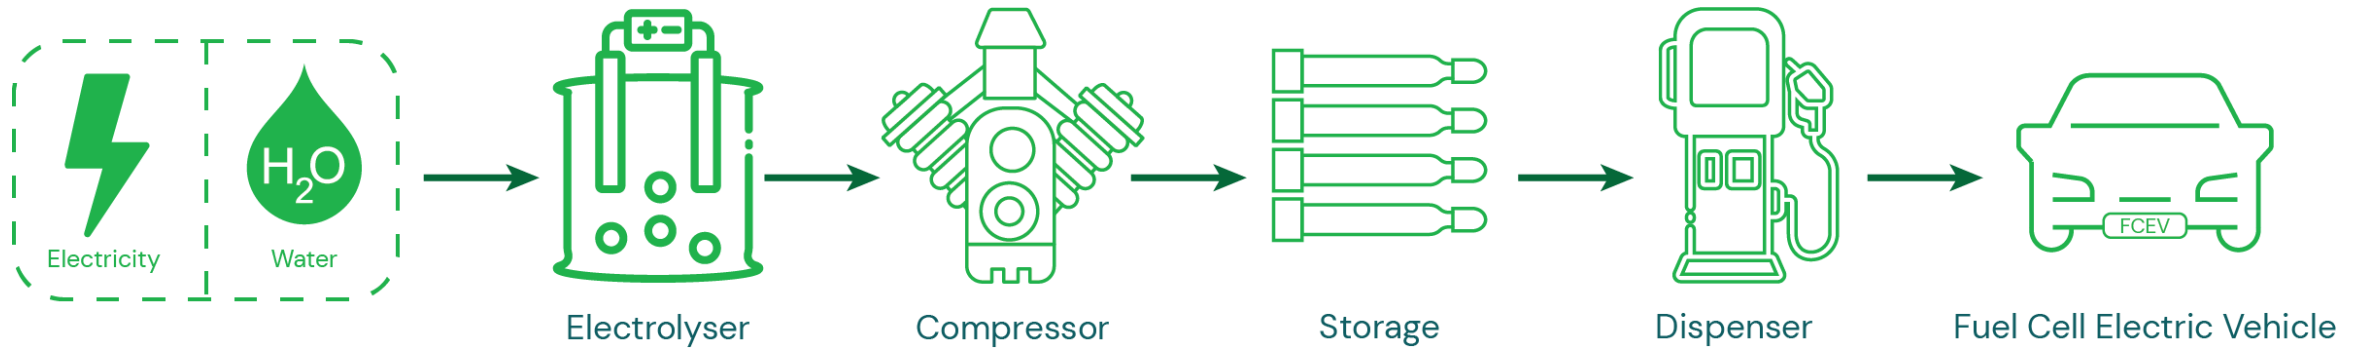 H₂O
Electricity
Water
+ −
FCEV
Electrolyser
Compressor
Storage
Dispenser
Fuel Cell Electric Vehicle